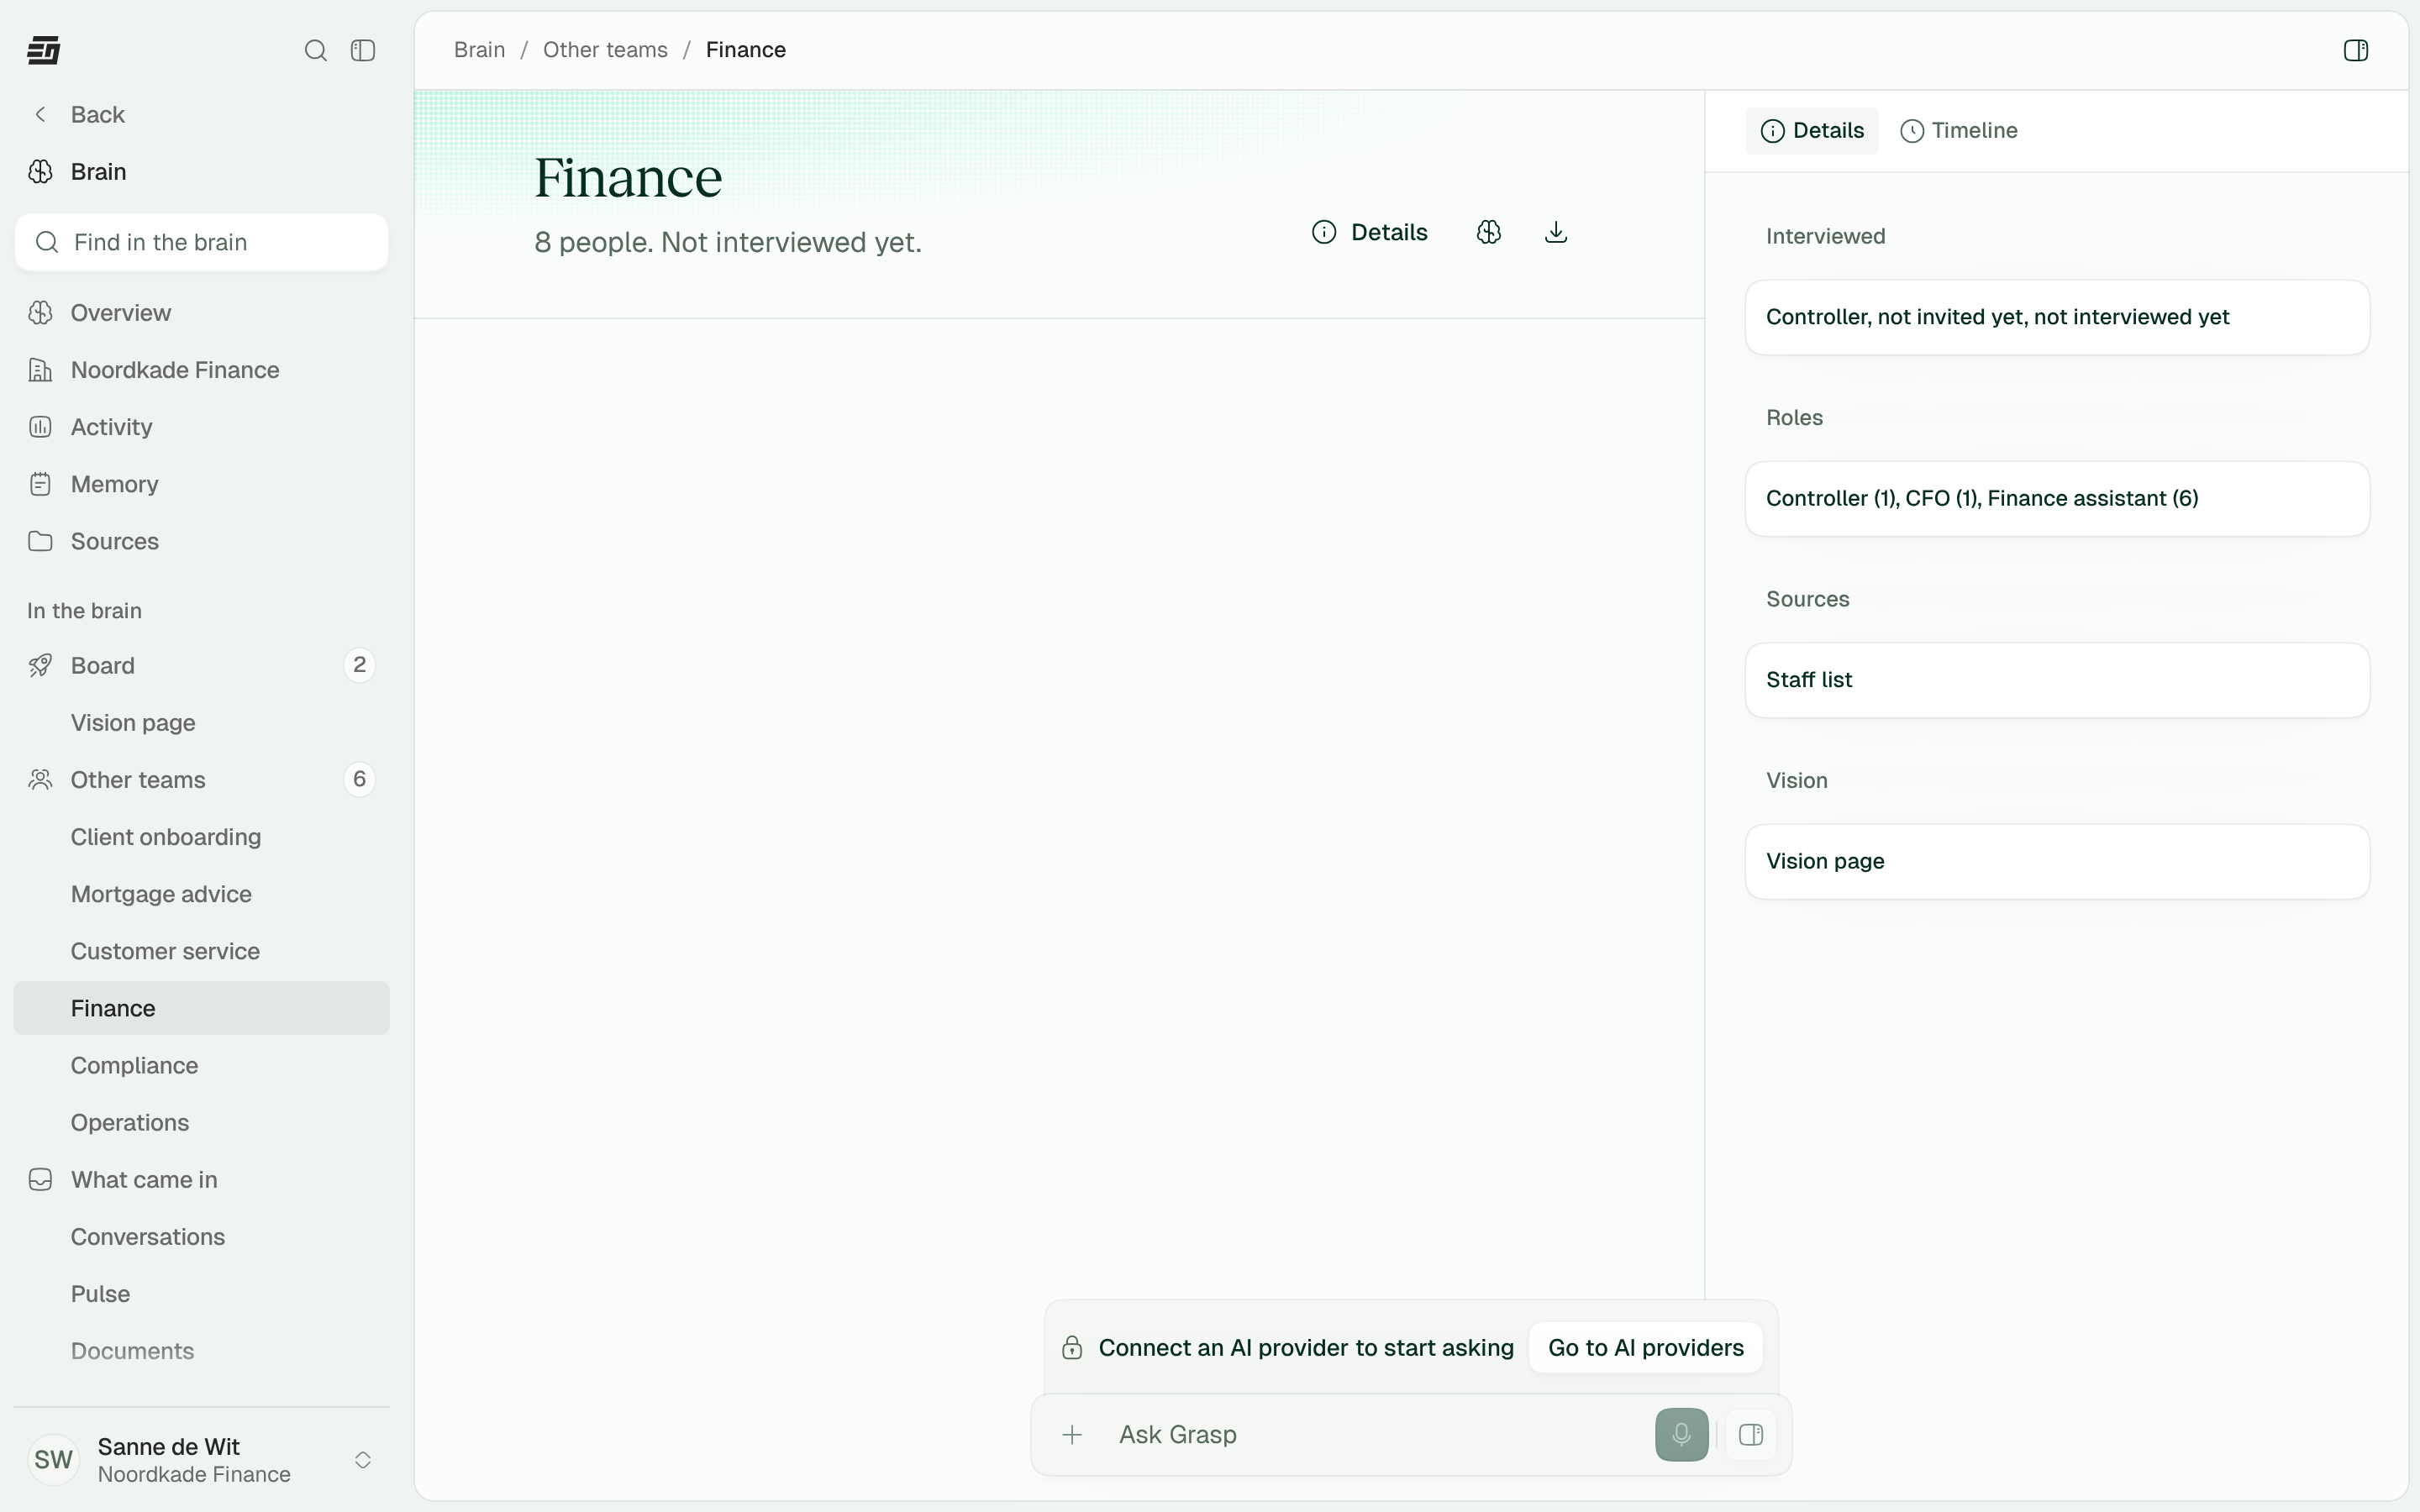 Back
Brain
Find in the brain
Overview
Noordkade Finance
Activity
Memory
Sources
In the brain
Board 2
Vision page
Other teams 6
Client onboarding
Mortgage advice
Customer service
Finance
Compliance
Operations
What came in
Conversations
Pulse
Documents
SW
Sanne de Wit
Noordkade Finance
Brain / Other teams / Finance
Finance
8 people. Not interviewed yet.
Details
Details
Timeline
Interviewed
Controller, not invited yet, not interviewed yet
Roles
Controller (1), CFO (1), Finance assistant (6)
Sources
Staff list
Vision
Vision page
Connect an AI provider to start asking
Go to AI providers
Ask Grasp